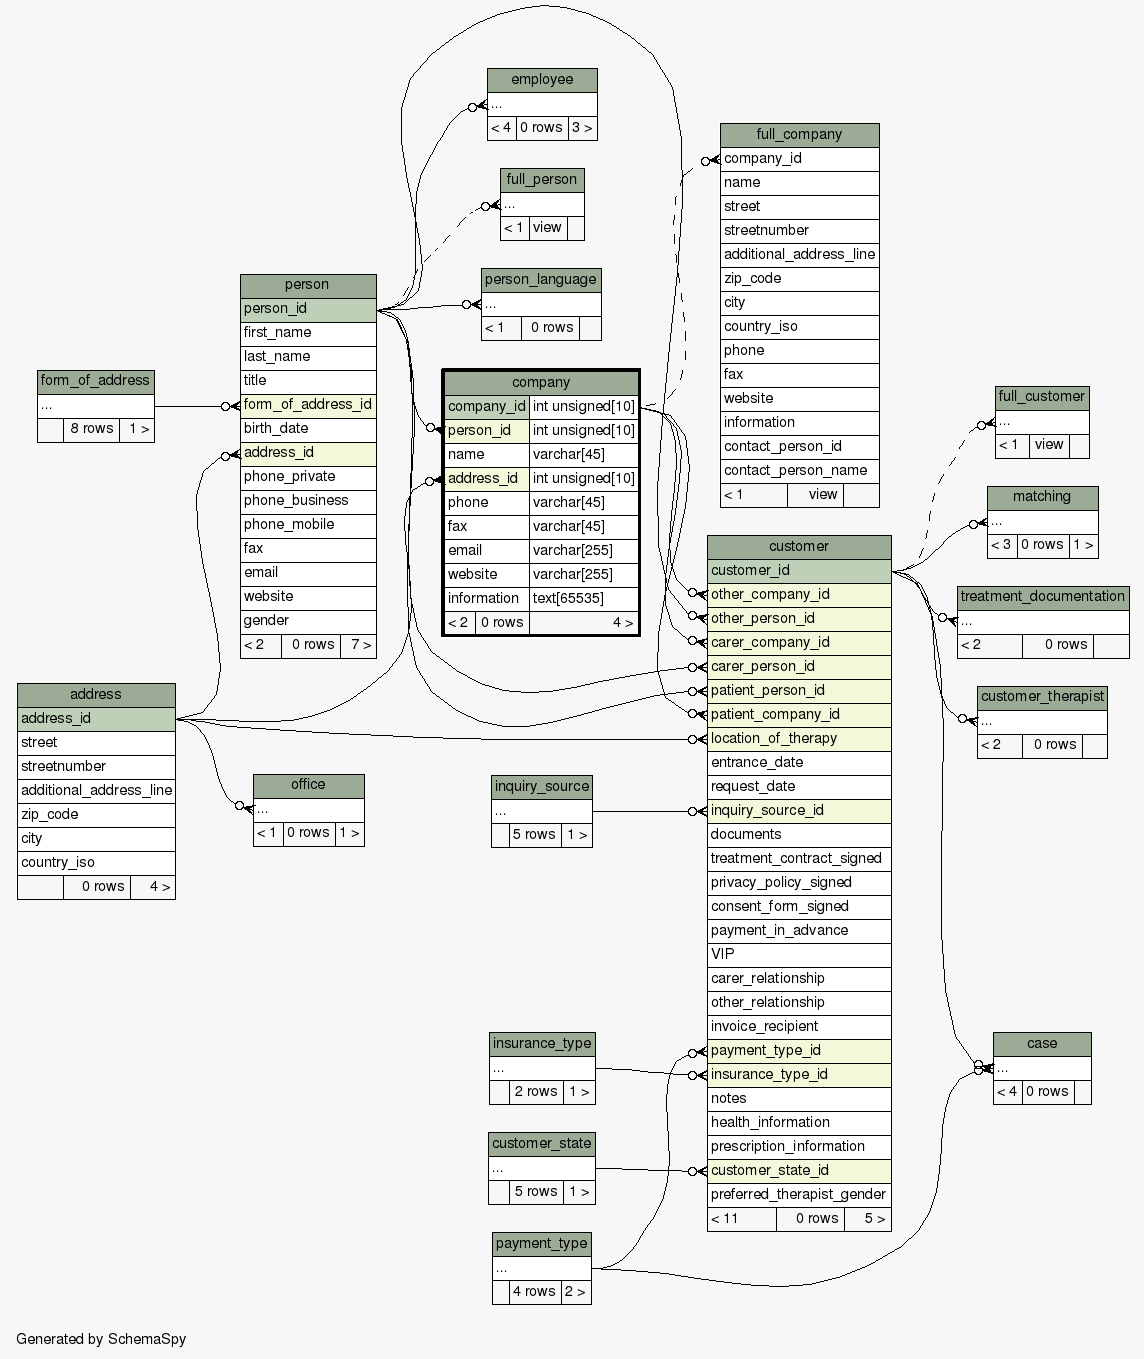 employee
...
< 4 0 rows 3 >
full_person
...
< 1 view
person_language
...
< 1 0 rows
full_company
company_id
name
street
streetnumber
additional_address_line
zip_code
city
country_iso
phone
fax
website
information
contact_person_id
contact_person_name
< 1 view
person
person_id
first_name
last_name
title
form_of_address_id
birth_date
address_id
phone_private
phone_business
phone_mobile
fax
email
website
gender
< 2 0 rows 7 >
form_of_address
...
8 rows 1 >
company
company_id int unsigned[10]
person_id int unsigned[10]
name varchar[45]
address_id int unsigned[10]
phone varchar[45]
fax varchar[45]
email varchar[255]
website varchar[255]
information text[65535]
< 2 0 rows 4 >
full_customer
...
< 1 view
matching
...
< 3 0 rows 1 >
treatment_documentation
...
< 2 0 rows
customer_therapist
...
< 2 0 rows
customer
customer_id
other_company_id
other_person_id
carer_company_id
carer_person_id
patient_person_id
patient_company_id
location_of_therapy
entrance_date
request_date
inquiry_source_id
documents
treatment_contract_signed
privacy_policy_signed
consent_form_signed
payment_in_advance
VIP
carer_relationship
other_relationship
invoice_recipient
payment_type_id
insurance_type_id
notes
health_information
prescription_information
customer_state_id
preferred_therapist_gender
< 11 0 rows 5 >
address
address_id
street
streetnumber
additional_address_line
zip_code
city
country_iso
0 rows 4 >
office
...
< 1 0 rows 1 >
inquiry_source
...
5 rows 1 >
insurance_type
...
2 rows 1 >
case
...
< 4 0 rows
customer_state
...
5 rows 1 >
payment_type
...
4 rows 2 >
Generated by SchemaSpy